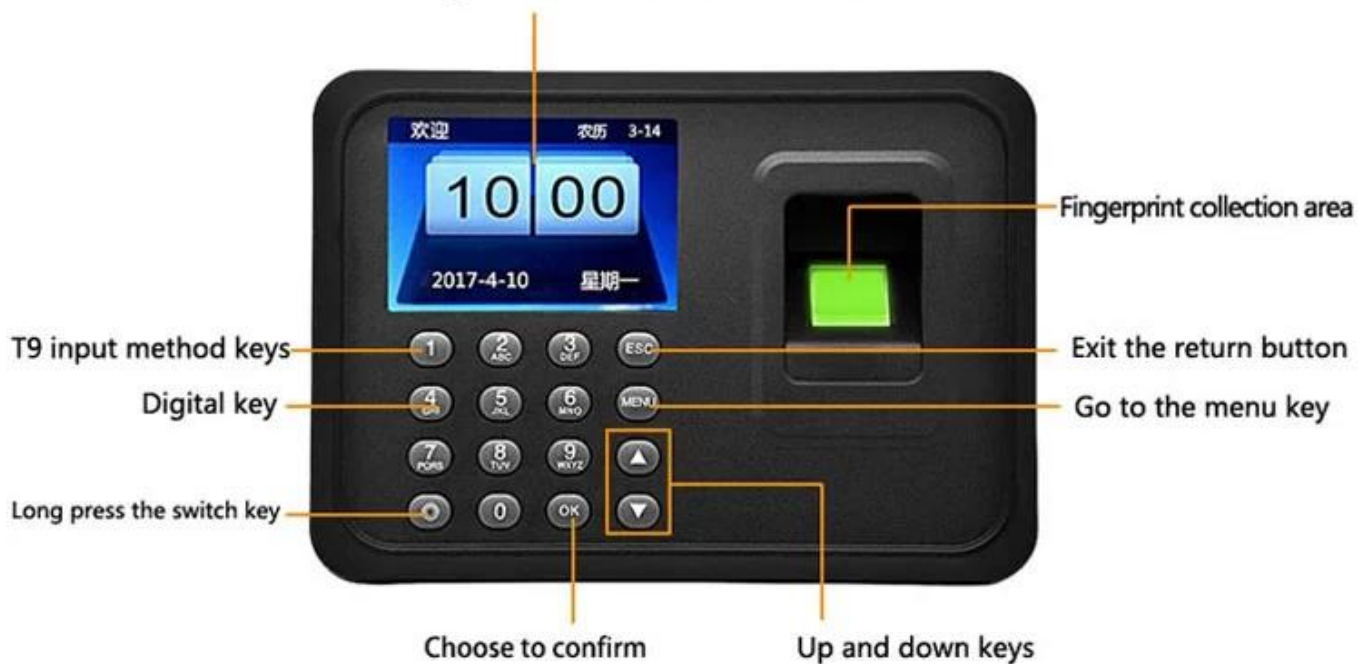 欢迎 农历 3-14
10 00
2017-4-10 星期一
Fingerprint collection area
T9 input method keys
1 2 ABC 3 DEF ESC
Exit the return button
Digital key
4 GHI 5 JKL 6 MNO MENU
Go to the menu key
7 PQRS 8 TUV 9 WXYZ
Long press the switch key
0 OK
Choose to confirm
Up and down keys